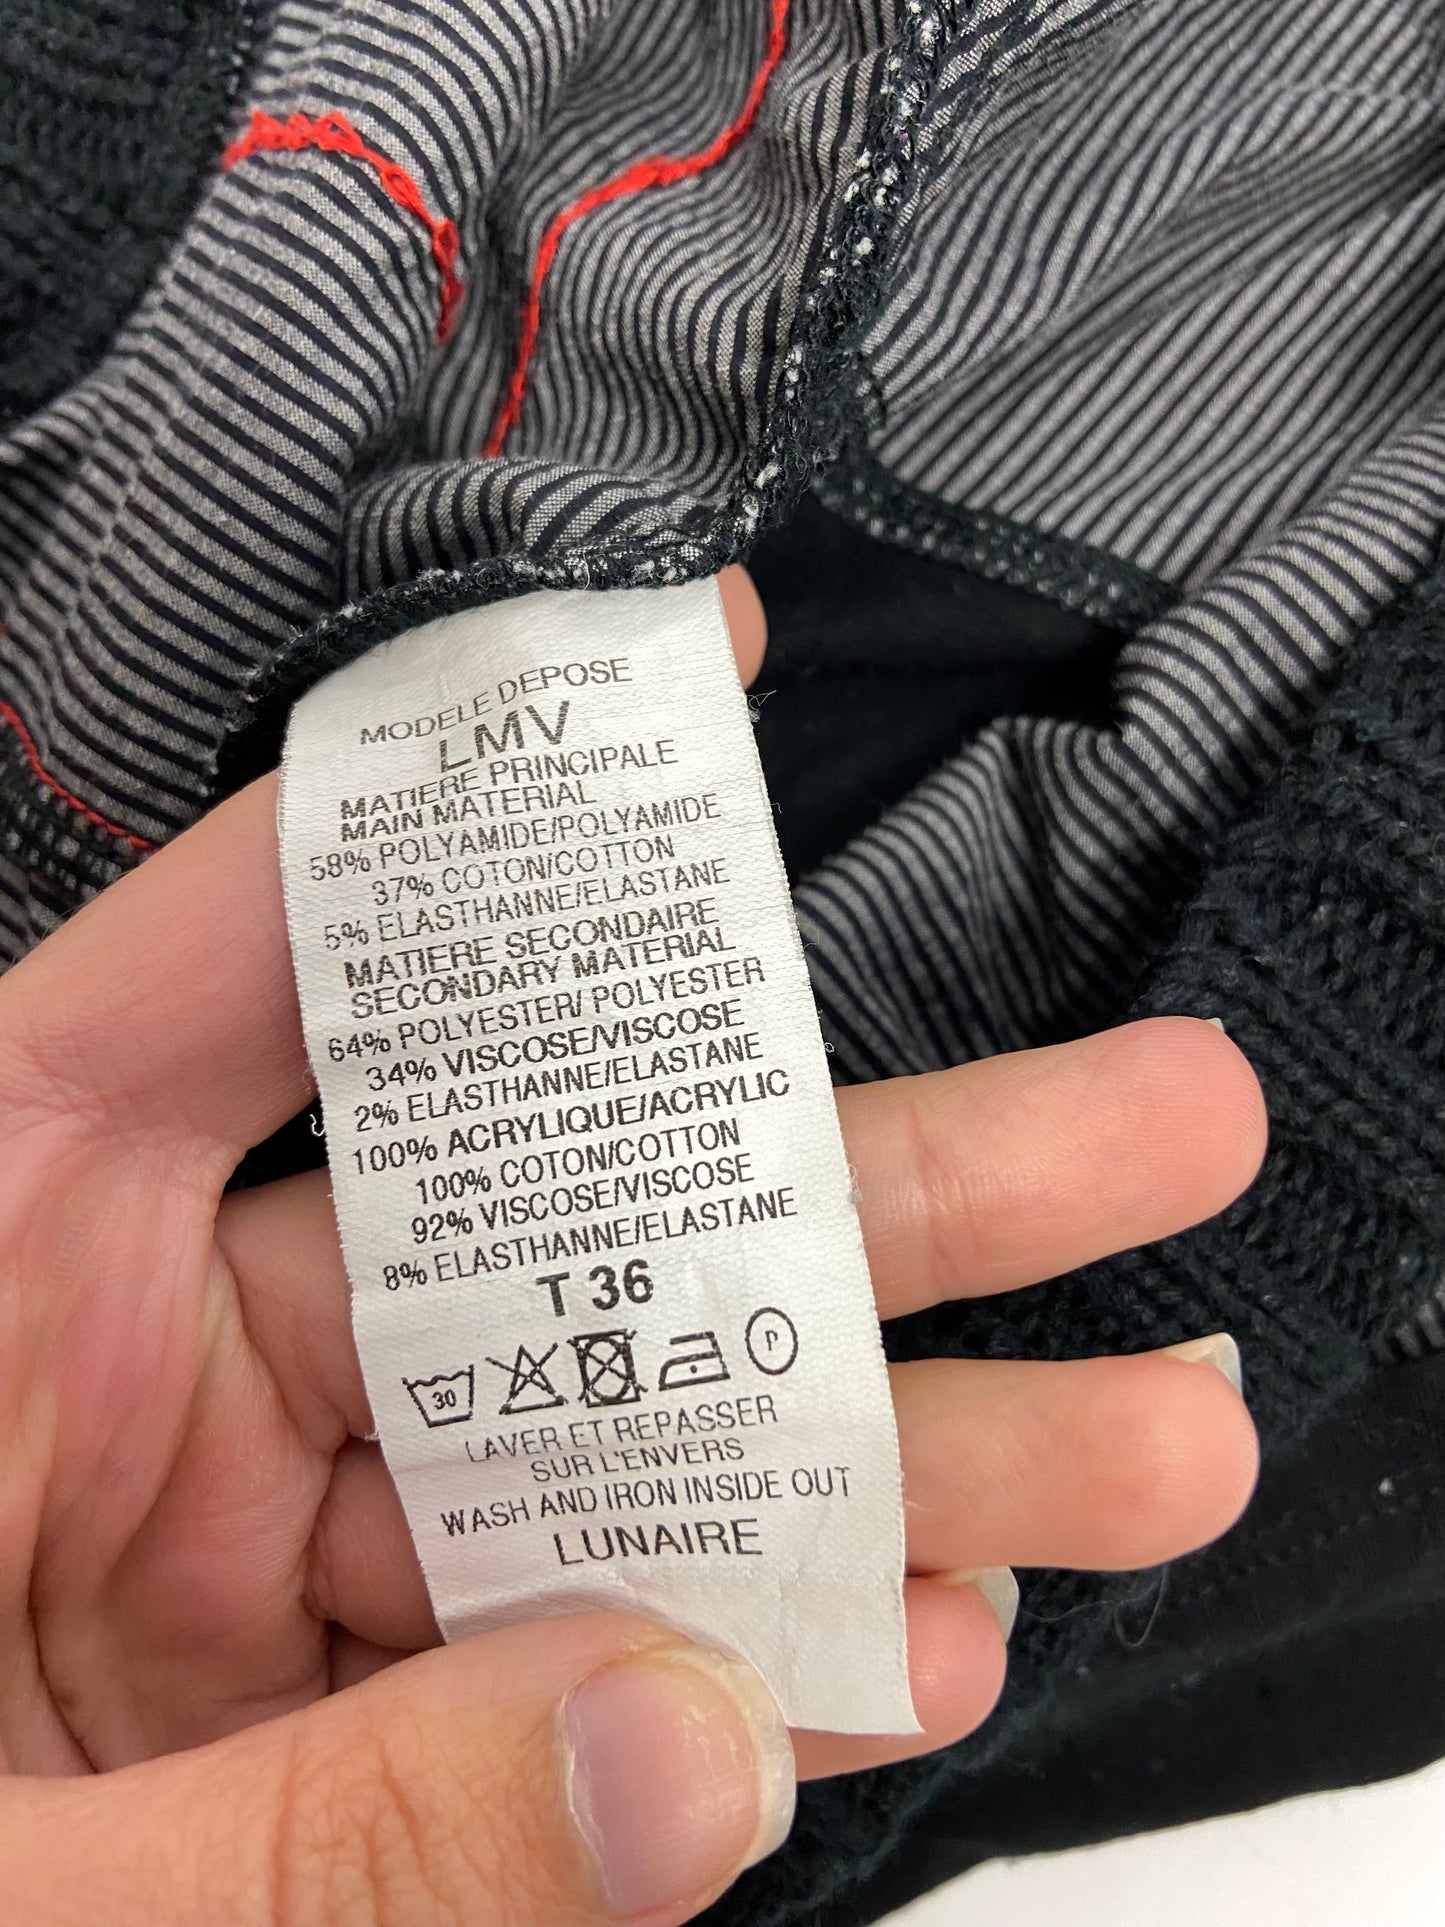 MODELE DEPOSE
LMV
MATIERE PRINCIPALE
MAIN MATERIAL
58% POLYAMIDE/POLYAMIDE
37% COTON/COTTON
5% ELASTHANNE/ELASTANE
MATIERE SECONDAIRE
SECONDARY MATERIAL
64% POLYESTER/ POLYESTER
34% VISCOSE/VISCOSE
2% ELASTHANNE/ELASTANE
100% ACRYLIQUE/ACRYLIC
100% COTON/COTTON
92% VISCOSE/VISCOSE
8% ELASTHANNE/ELASTANE
T 36
30 P
LAVER ET REPASSER
SUR L'ENVERS
WASH AND IRON INSIDE OUT
LUNAIRE